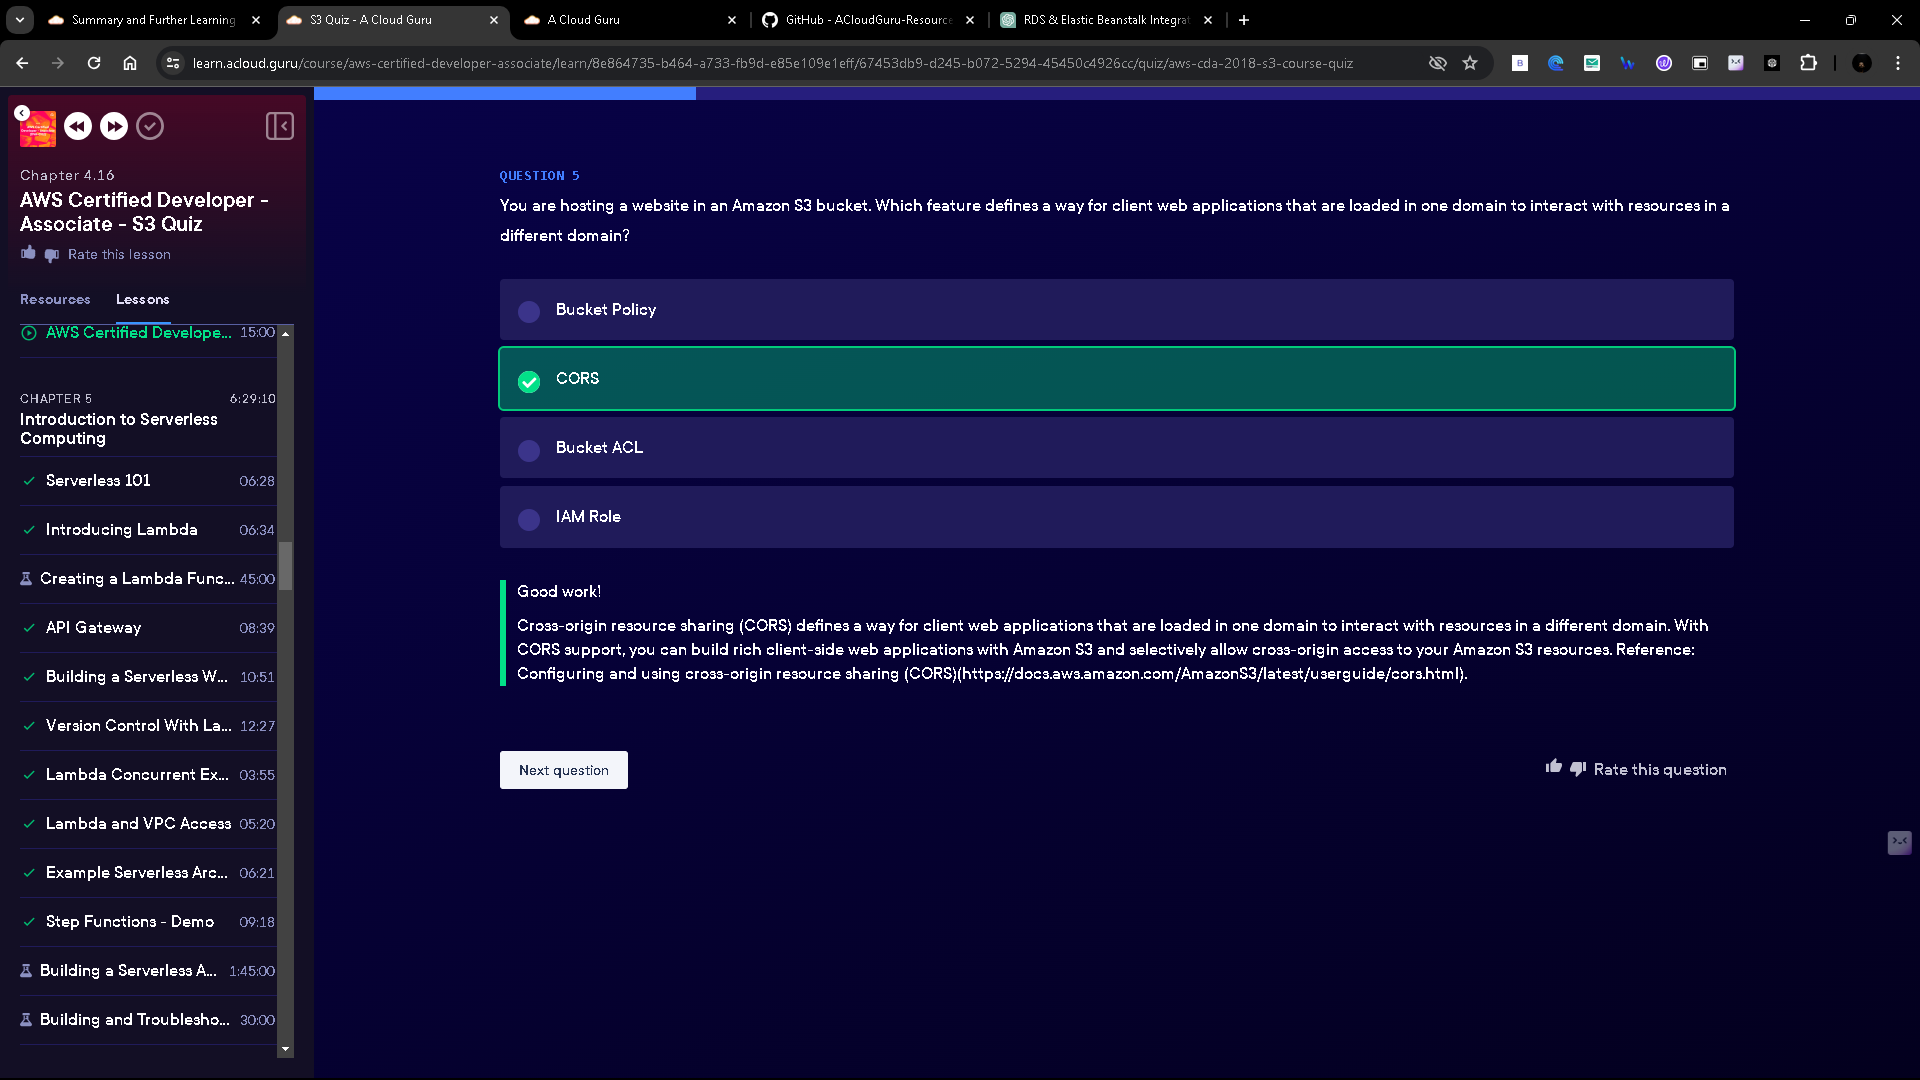 Summary and Further Learning
S3 Quiz - A Cloud Guru
A Cloud Guru
GitHub - ACloudGuru-Resource
RDS & Elastic Beanstalk Integrat
learn.acloud.guru/course/aws-certified-developer-associate/learn/8e864735-b464-a733-fb9d-e85e109e1eff/67453db9-d245-b072-5294-45450c4926cc/quiz/aws-cda-2018-s3-course-quiz
Chapter 4.16
AWS Certified Developer -
Associate - S3 Quiz
Rate this lesson
Resources
Lessons
AWS Certified Develope... 15:00
CHAPTER 5 6:29:10
Introduction to Serverless
Computing
Serverless 101 06:28
Introducing Lambda 06:34
Creating a Lambda Func... 45:00
API Gateway 08:39
Building a Serverless W... 10:51
Version Control With La... 12:27
Lambda Concurrent Ex... 03:55
Lambda and VPC Access 05:20
Example Serverless Arc... 06:21
Step Functions - Demo 09:18
Building a Serverless A... 1:45:00
Building and Troublesho... 30:00
QUESTION 5
You are hosting a website in an Amazon S3 bucket. Which feature defines a way for client web applications that are loaded in one domain to interact with resources in a
different domain?
Bucket Policy
CORS
Bucket ACL
IAM Role
Good work!
Cross-origin resource sharing (CORS) defines a way for client web applications that are loaded in one domain to interact with resources in a different domain. With
CORS support, you can build rich client-side web applications with Amazon S3 and selectively allow cross-origin access to your Amazon S3 resources. Reference:
Configuring and using cross-origin resource sharing (CORS)(https://docs.aws.amazon.com/AmazonS3/latest/userguide/cors.html).
Next question
Rate this question